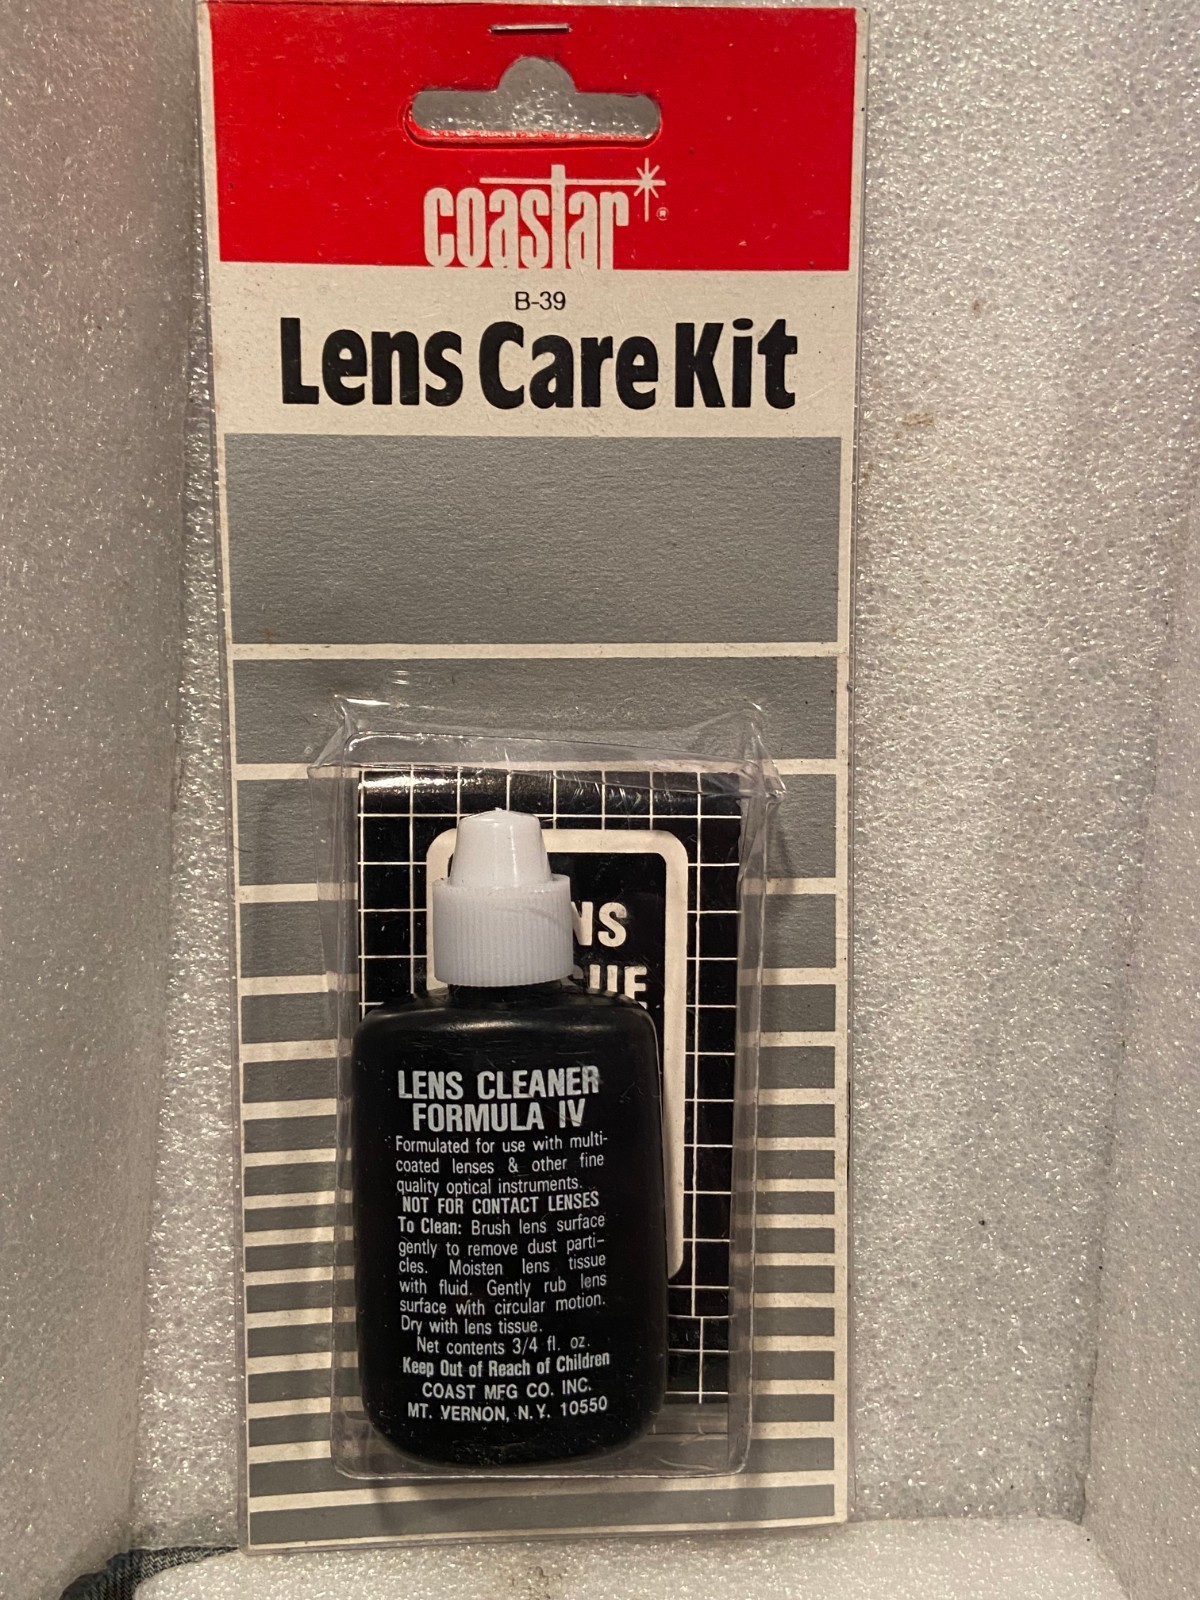 coastar
®
B-39
Lens Care Kit
LENS CLEANER
FORMULA IV
Formulated for use with multi-
coated lenses & other fine
quality optical instruments.
NOT FOR CONTACT LENSES
To Clean: Brush lens surface
gently to remove dust parti-
cles. Moisten lens tissue
with fluid. Gently rub lens
surface with circular motion.
Dry with lens tissue.
Net contents 3/4 fl. oz.
Keep Out of Reach of Children
COAST MFG CO. INC.
MT. VERNON, N.Y. 10550